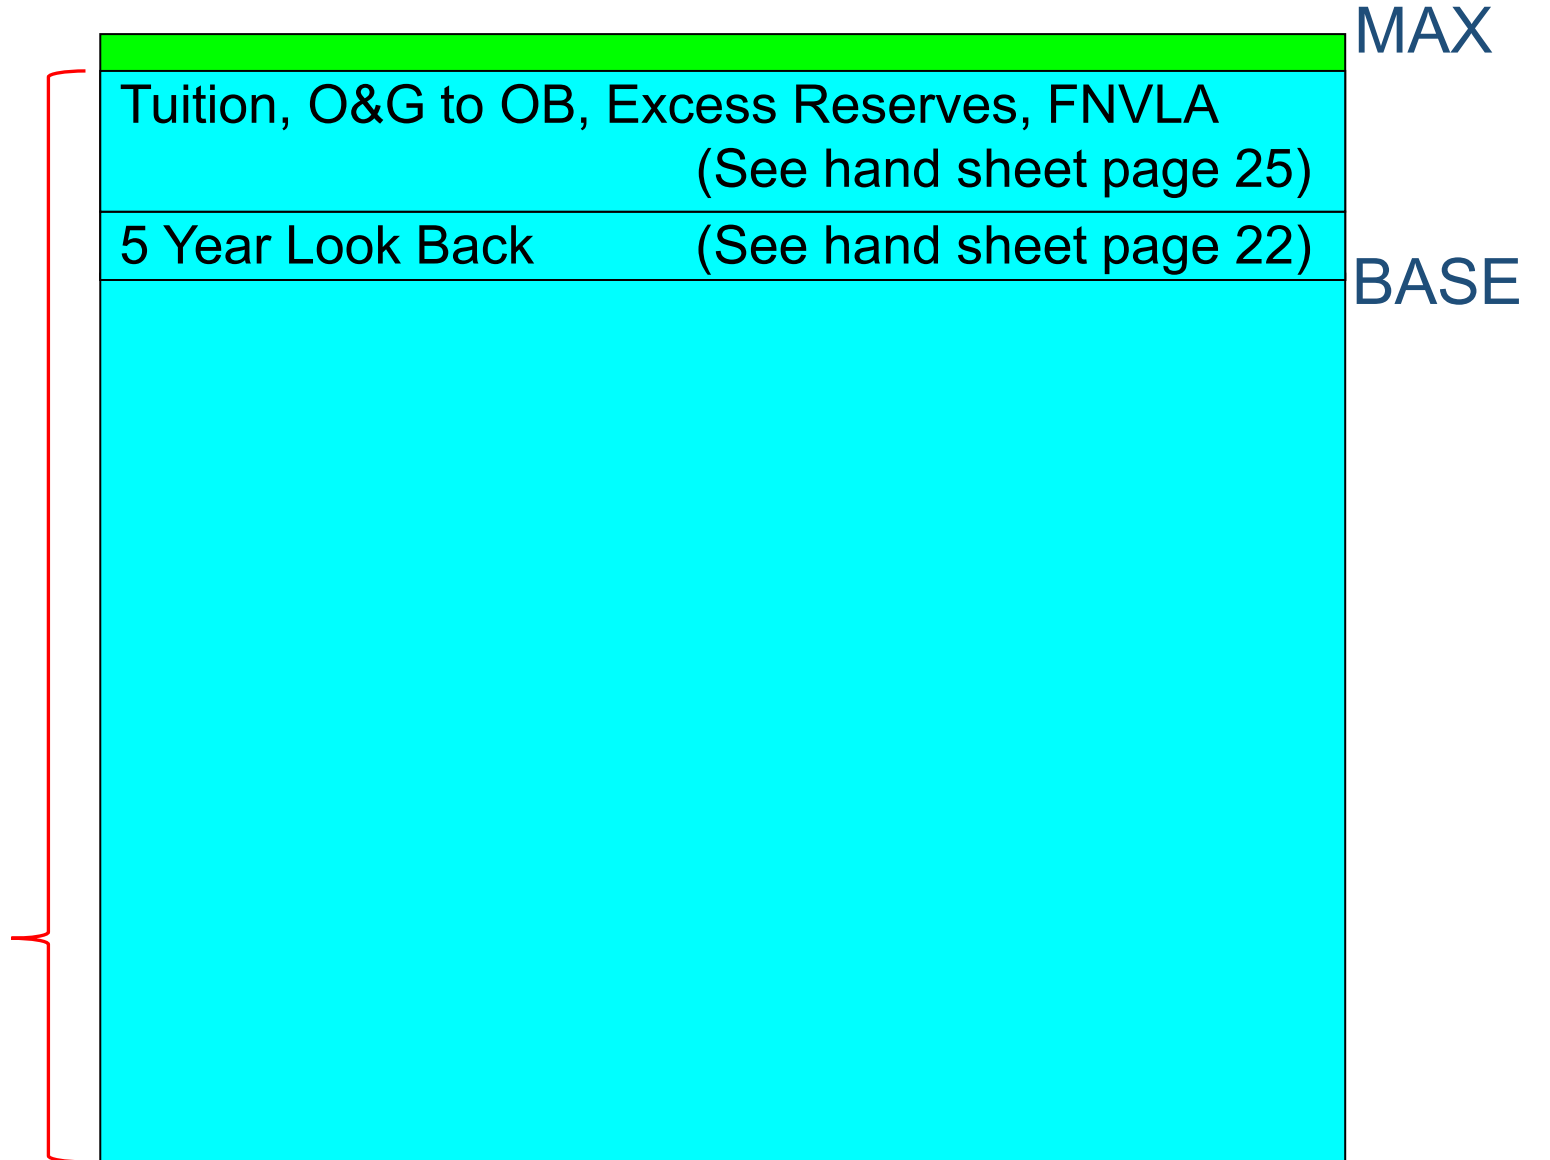 MAX
Tuition, O&G to OB, Excess Reserves, FNVLA
(See hand sheet page 25)
5 Year Look Back (See hand sheet page 22)
BASE